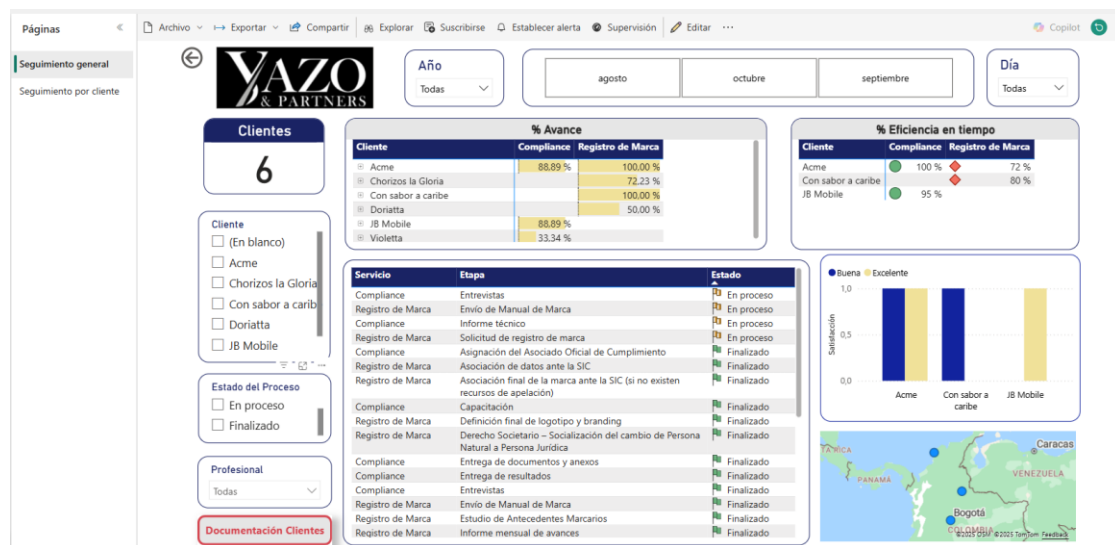 Páginas
Archivo
Exportar
Compartir
Explorar
Suscribirse
Establecer alerta
Supervisión
Editar
Copilot
Seguimiento general
Seguimiento por cliente
YAZO
& PARTNERS
Año
Todas
agosto
octubre
septiembre
Día
Todas
Clientes
6
% Avance
Cliente Compliance Registro de Marca
Acme 88,89 % 100,00 %
Chorizos la Gloria 72,23 %
Con sabor a caribe 100,00 %
Doriatta 50,00 %
JB Mobile 88,89 %
Violetta 33,34 %
% Eficiencia en tiempo
Cliente Compliance Registro de Marca
Acme 100 % 72 %
Con sabor a caribe 80 %
JB Mobile 95 %
Cliente
(En blanco)
Acme
Chorizos la Gloria
Con sabor a carib
Doriatta
JB Mobile
Estado del Proceso
En proceso
Finalizado
Profesional
Todas
Documentación Clientes
Servicio Etapa Estado
Compliance Entrevistas En proceso
Registro de Marca Envío de Manual de Marca En proceso
Compliance Informe técnico En proceso
Registro de Marca Solicitud de registro de marca En proceso
Compliance Asignación del Asociado Oficial de Cumplimiento Finalizado
Registro de Marca Asociación de datos ante la SIC Finalizado
Registro de Marca Asociación final de la marca ante la SIC (si no existen Finalizado
recursos de apelación)
Compliance Capacitación Finalizado
Registro de Marca Definición final de logotipo y branding Finalizado
Registro de Marca Derecho Societario – Socialización del cambio de Persona Finalizado
Natural a Persona Jurídica
Compliance Entrega de documentos y anexos Finalizado
Compliance Entrega de resultados Finalizado
Compliance Entrevistas Finalizado
Registro de Marca Envío de Manual de Marca Finalizado
Registro de Marca Estudio de Antecedentes Marcarios Finalizado
Registro de Marca Informe mensual de avances Finalizado
Buena Excelente
Satisfacción
1,0
0,5
0,0
Acme
Con sabor a
caribe
JB Mobile
TA RICA
PANAMÁ
Caracas
VENEZUELA
Bogotá
COLOMBIA
©2025 OSM ©2025 TomTom Feedback